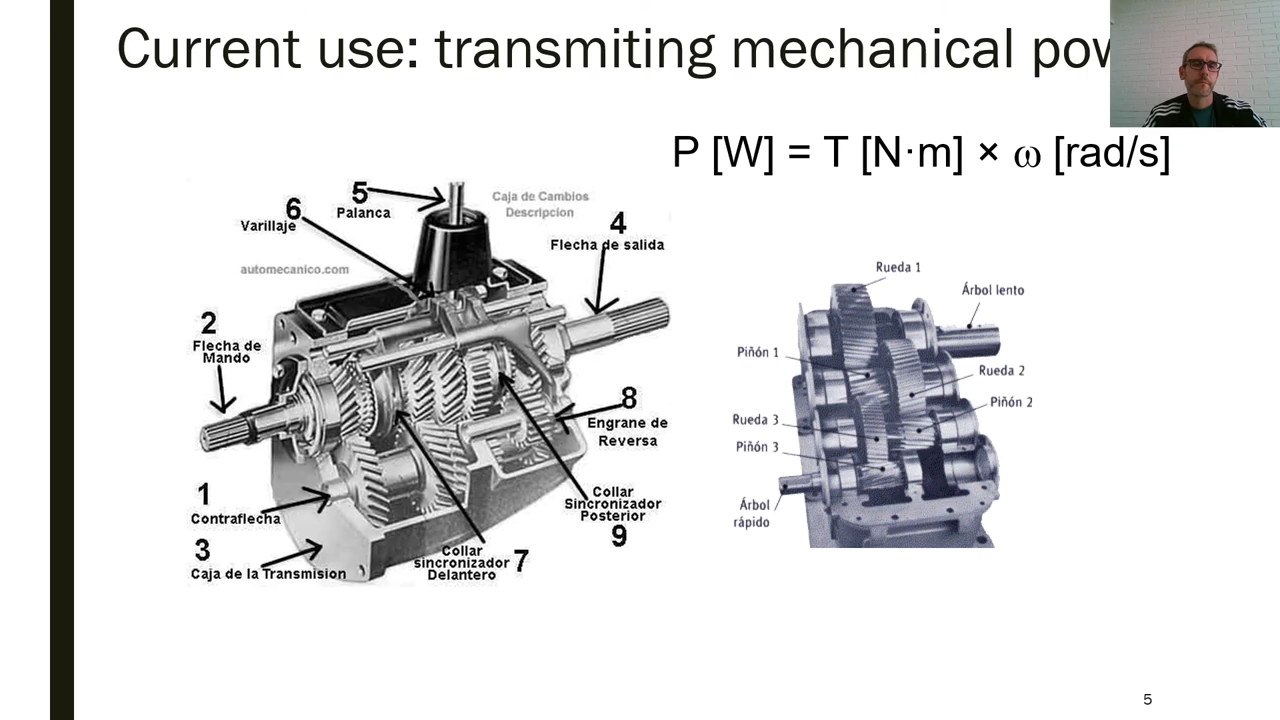 Current use: transmiting mechanical pow
P [W] = T [N·m] × ω [rad/s]
5
Palanca
Caja de Cambios
Descripcion
6
Varillaje
4
Flecha de salida
automecanico.com
2
Flecha de
Mando
8
Engrane de
Reversa
1
Contraflecha
Collar
Sincronizador
Posterior
9
3
Caja de la Transmision
Collar
sincronizador
Delantero
7
Rueda 1
Árbol lento
Piñón 1
Rueda 2
Piñón 2
Rueda 3
Piñón 3
Árbol
rápido
5